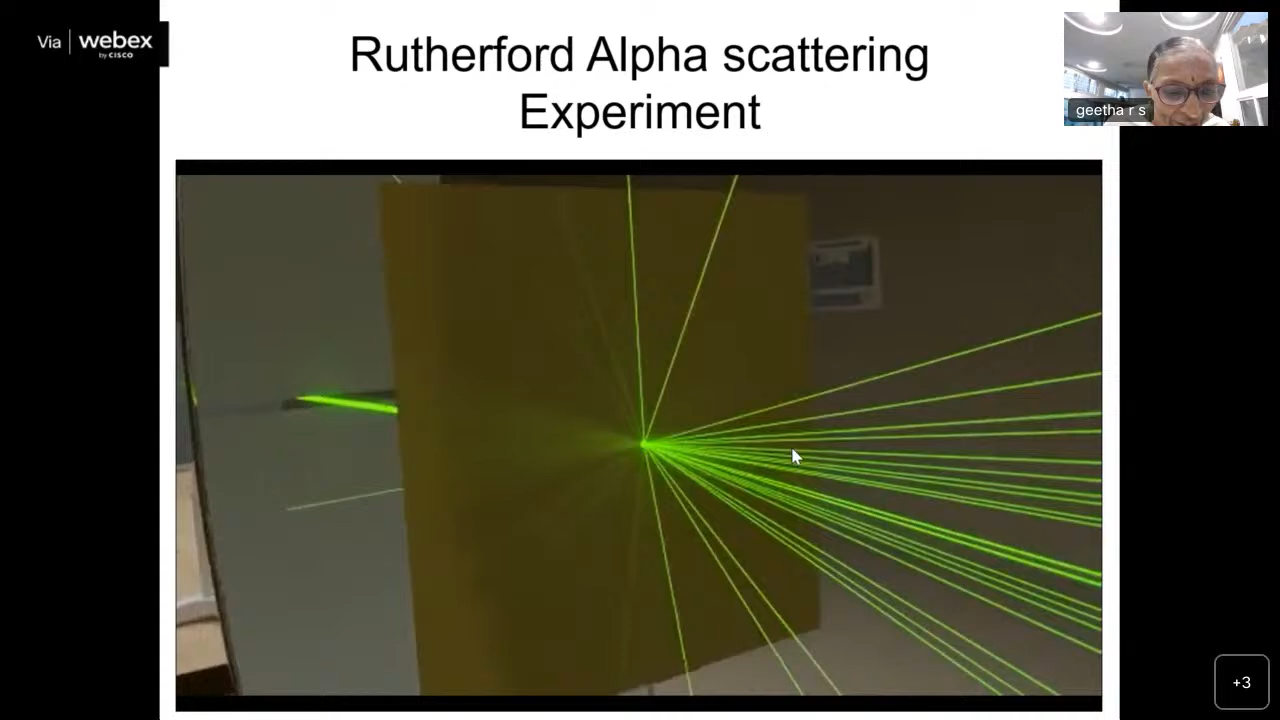 Via webex
by CISCO
Rutherford Alpha scattering
Experiment
geetha r s
+3